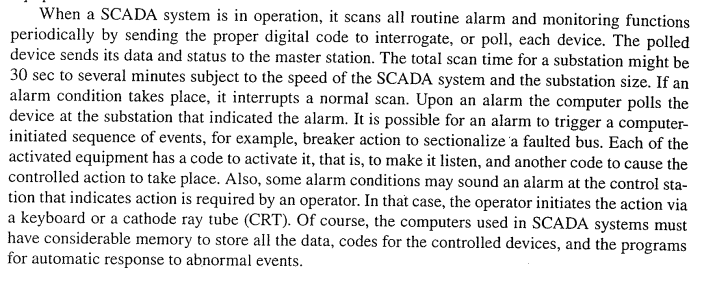 When a SCADA system is in operation, it scans all routine alarm and monitoring functions
periodically by sending the proper digital code to interrogate, or poll, each device. The polled
device sends its data and status to the master station. The total scan time for a substation might be
30 sec to several minutes subject to the speed of the SCADA system and the substation size. If an
alarm condition takes place, it interrupts a normal scan. Upon an alarm the computer polls the
device at the substation that indicated the alarm. It is possible for an alarm to trigger a computer-
initiated sequence of events, for example, breaker action to sectionalize a faulted bus. Each of the
activated equipment has a code to activate it, that is, to make it listen, and another code to cause the
controlled action to take place. Also, some alarm conditions may sound an alarm at the control sta-
tion that indicates action is required by an operator. In that case, the operator initiates the action via
a keyboard or a cathode ray tube (CRT). Of course, the computers used in SCADA systems must
have considerable memory to store all the data, codes for the controlled devices, and the programs
for automatic response to abnormal events.